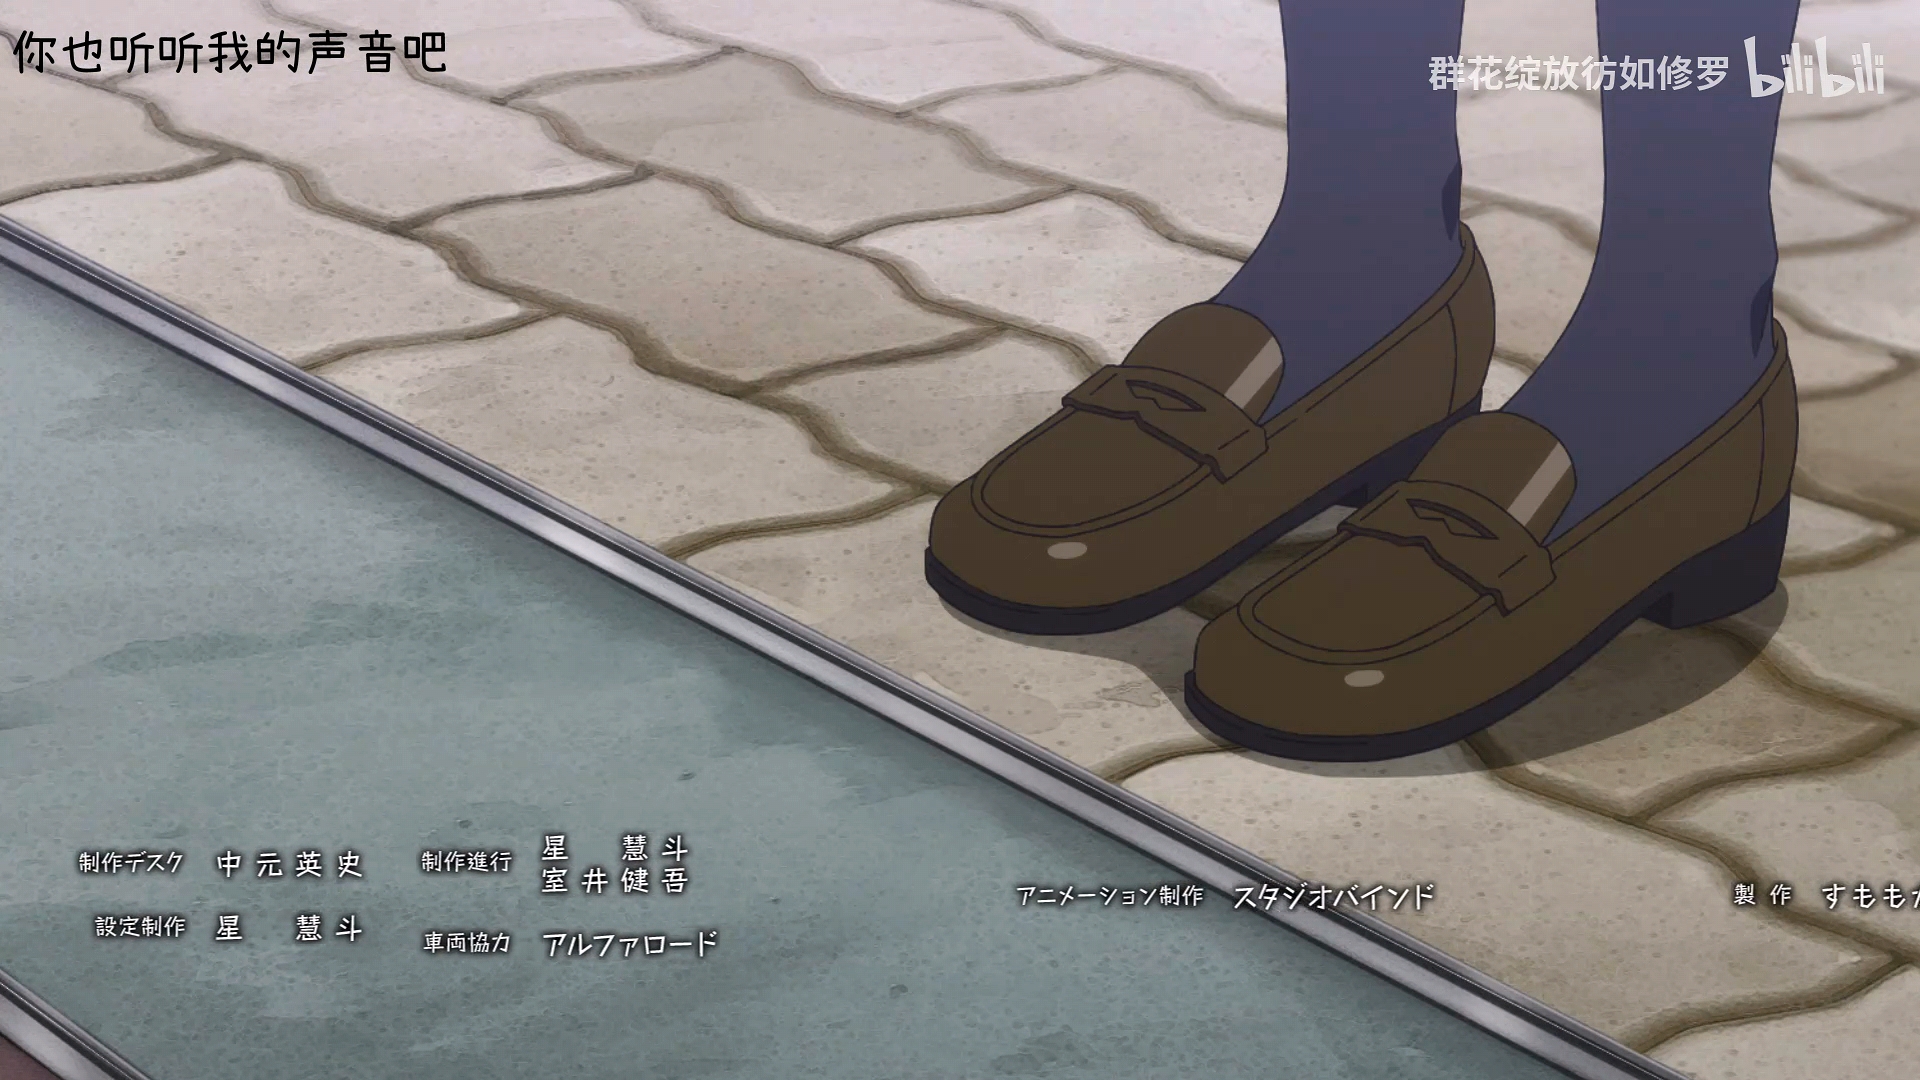 你也听听我的声音吧
群花绽放彷如修罗 bilibili
制作デスク 中元英史
設定制作 星 慧斗
制作進行 星 慧斗
室井健吾
車両協力 アルファロード
アニメーション制作 スタジオバインド
製作 すもも